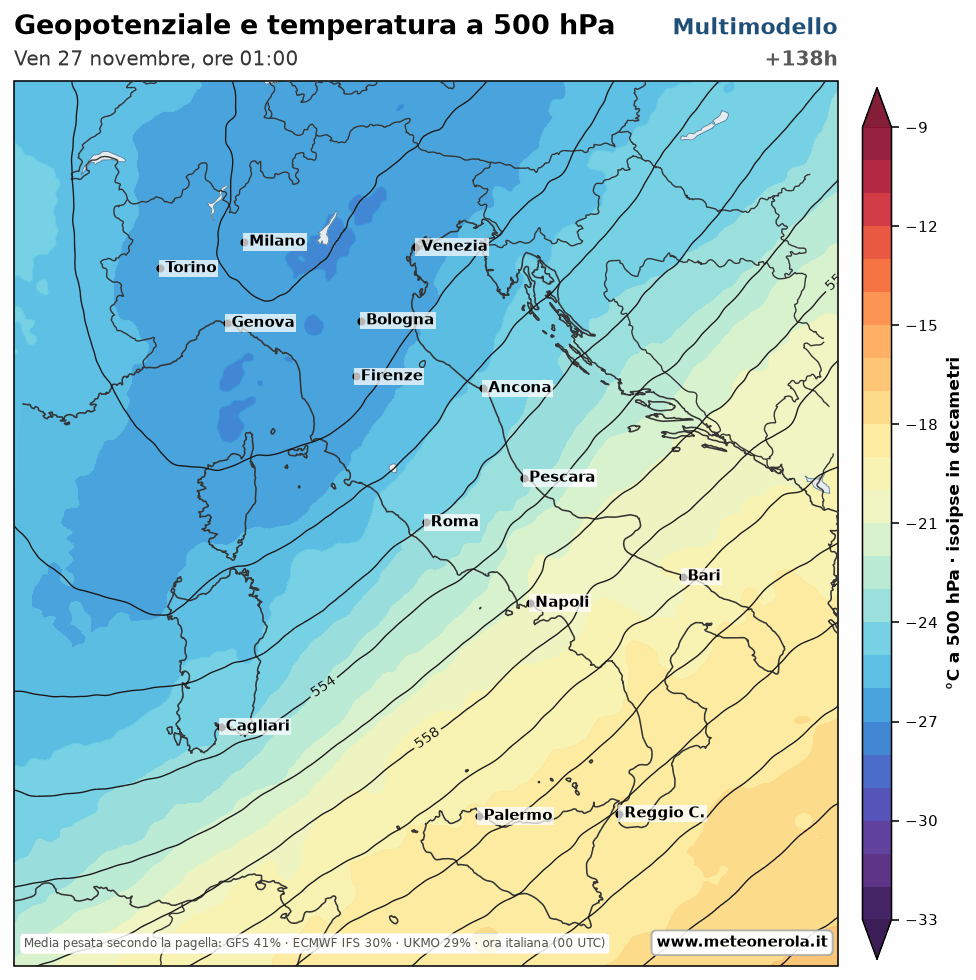 Geopotenziale e temperatura a 500 hPa
Multimodello
Ven 27 novembre, ore 01:00
+138h
Milano
Venezia
Torino
Genova
Bologna
Firenze
Ancona
Pescara
Roma
Bari
Napoli
554
Cagliari
558
Palermo
Reggio C.
−9
−12
−15
−18
−21
−24
−27
−30
−33
°C a 500 hPa · isoipse in decametri
Media pesata secondo la pagella: GFS 41% · ECMWF IFS 30% · UKMO 29% · ora italiana (00 UTC)
www.meteonerola.it